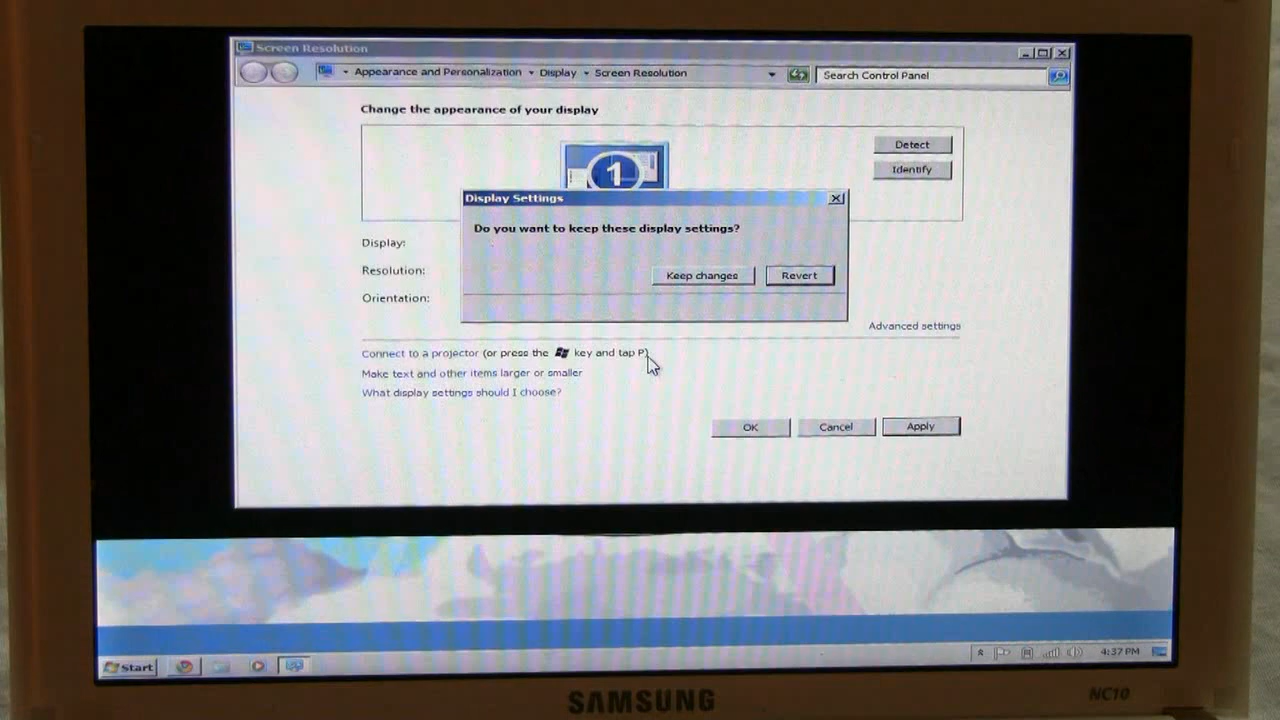 Screen Resolution
Appearance and Personalization Display Screen Resolution
Search Control Panel
Change the appearance of your display
Detect
1
Identify
Display Settings
Do you want to keep these display settings?
Display:
Resolution:
Keep changes
Revert
Orientation:
Advanced settings
Connect to a projector (or press the key and tap P)
Make text and other items larger or smaller
What display settings should I choose?
OK
Cancel
Apply
Start
4:37 PM
SAMSUNG
NC10